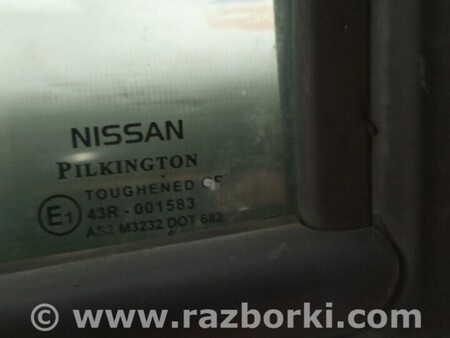 NISSAN
PILKINGTON
TOUGHENED
E1 43R - 001583
AS2 M3232 DOT 682
© www.razborki.com